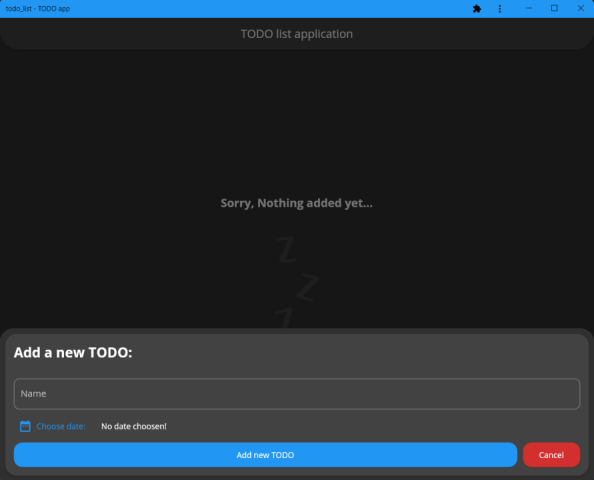 todo_list - TODO app
TODO list application
Sorry, Nothing added yet...
z
z
z
Add a new TODO:
Name
Choose date: No date choosen!
Add new TODO Cancel